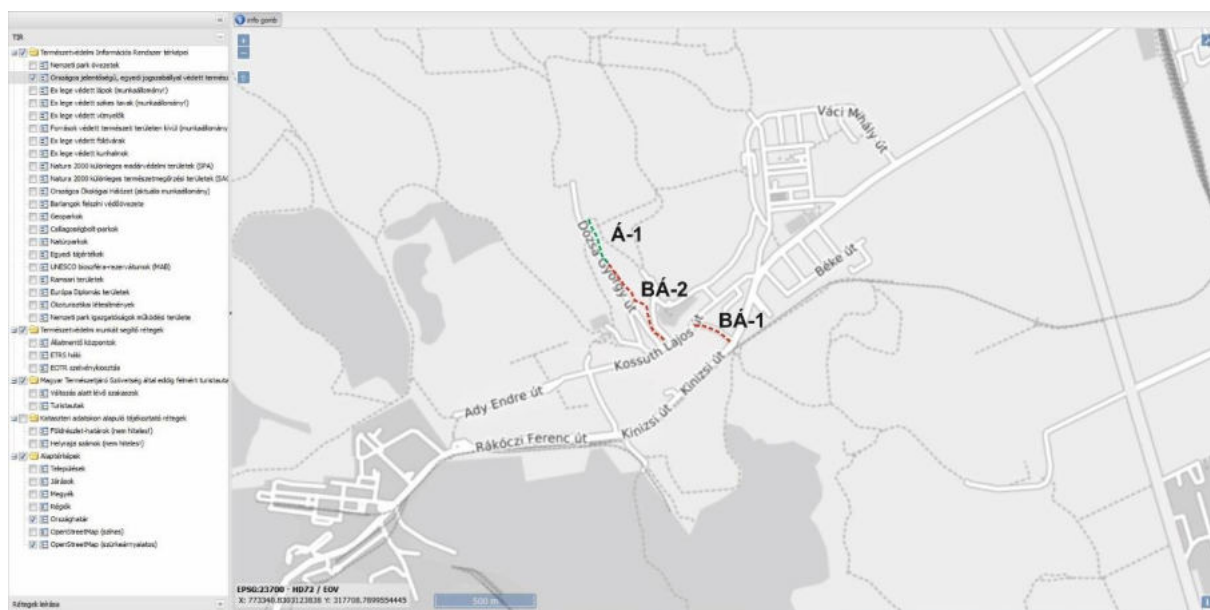 info gomb
TIR
Természetvédelmi Információs Rendszer térképei
Nemzeti park övezetek
Országos jelentőségű, egyedi jogszabállyal védett termész
Ex lege védett lápok (munkaállomány!)
Ex lege védett szikes tavak (munkaállomány!)
Ex lege védett víznyelők
Források védett természeti területen kívül (munkaállomány
Ex lege védett földvárak
Ex lege védett kunhalmok
Natura 2000 különleges madárvédelmi területek (SPA)
Natura 2000 különleges természetmegőrzési területek (SAC
Országos Ökológiai Hálózat (aktuális munkaállomány)
Barlangok felszíni védőövezete
Geoparkok
Csillagoségbolt-parkok
Natúrparkok
Egyedi tájértékek
UNESCO bioszféra-rezervátumok (MAB)
Ramsari területek
Európa Diplomás területek
Ökoturisztikai létesítmények
Nemzeti park igazgatóságok működési területe
Természetvédelmi munkát segítő rétegek
Állatmentő központok
ETRS háló
EOTR szelvénykiosztás
Magyar Természetjáró Szövetség által eddig felmért turistauta
Változás alatt lévő szakaszok
Turistautak
Kataszteri adatokon alapuló tájékoztató rétegek
Földrészlet-határok (nem hiteles!)
Helyrajzi számok (nem hiteles!)
Alaptérképek
Települések
Járások
Megyék
Régiók
Országhatár
OpenStreetMap (színes)
OpenStreetMap (szürkeárnyalatos)
Rétegek leírása
Váci Mihály út
Á-1
Dózsa György út
BÁ-2
Béke út
BÁ-1
Kossuth Lajos út
Kinizsi út
Ady Endre út
Kinizsi út
Rákóczi Ferenc út
EPSG:23700 - HD72 / EOV
500 m